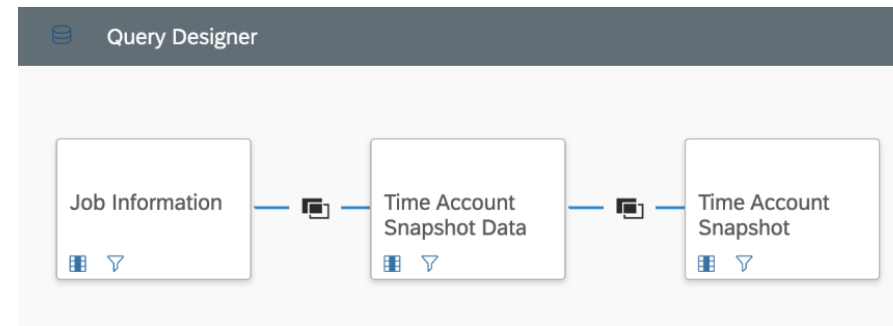 Query Designer
Job Information
Time Account
Snapshot Data
Time Account
Snapshot